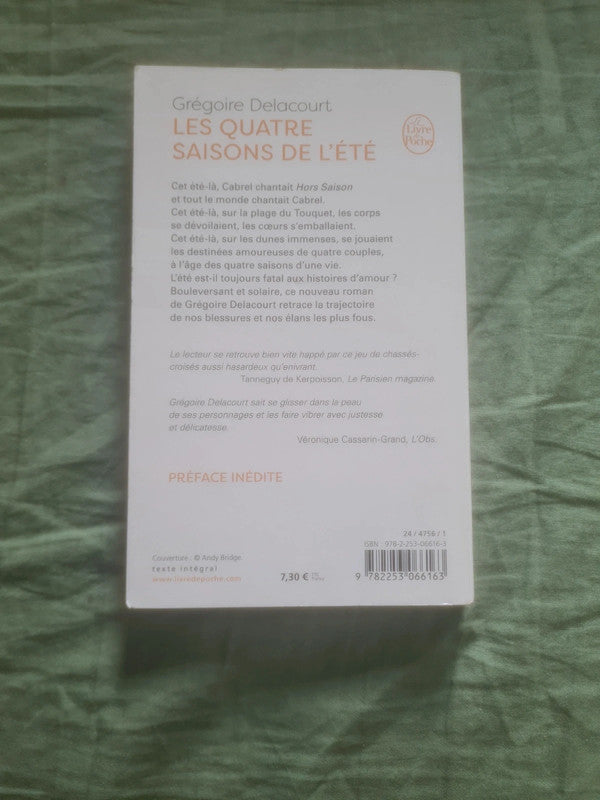 Grégoire Delacourt
LES QUATRE
SAISONS DE L'ÉTÉ
Le
Livre
de
Poche
Cet été-là, Cabrel chantait Hors Saison
et tout le monde chantait Cabrel.
Cet été-là, sur la plage du Touquet, les corps
se dévoilaient, les cœurs s'emballaient.
Cet été-là, sur les dunes immenses, se jouaient
les destinées amoureuses de quatre couples,
à l'âge des quatre saisons d'une vie.
L'été est-il toujours fatal aux histoires d'amour ?
Bouleversant et solaire, ce nouveau roman
de Grégoire Delacourt retrace la trajectoire
de nos blessures et nos élans les plus fous.
Le lecteur se retrouve bien vite happé par ce jeu de chassés-
croisés aussi hasardeux qu'enivrant.
Tanneguy de Kerpoisson, Le Parisien magazine.
Grégoire Delacourt sait se glisser dans la peau
de ses personnages et les faire vibrer avec justesse
et délicatesse.
Véronique Cassarin-Grand, L'Obs.
PRÉFACE INÉDITE
24 / 4756 / 1
ISBN : 978-2-253-06616-3
Couverture : © Andy Bridge.
texte intégral
www.livredepoche.com
7,30 €
9 782253 066163